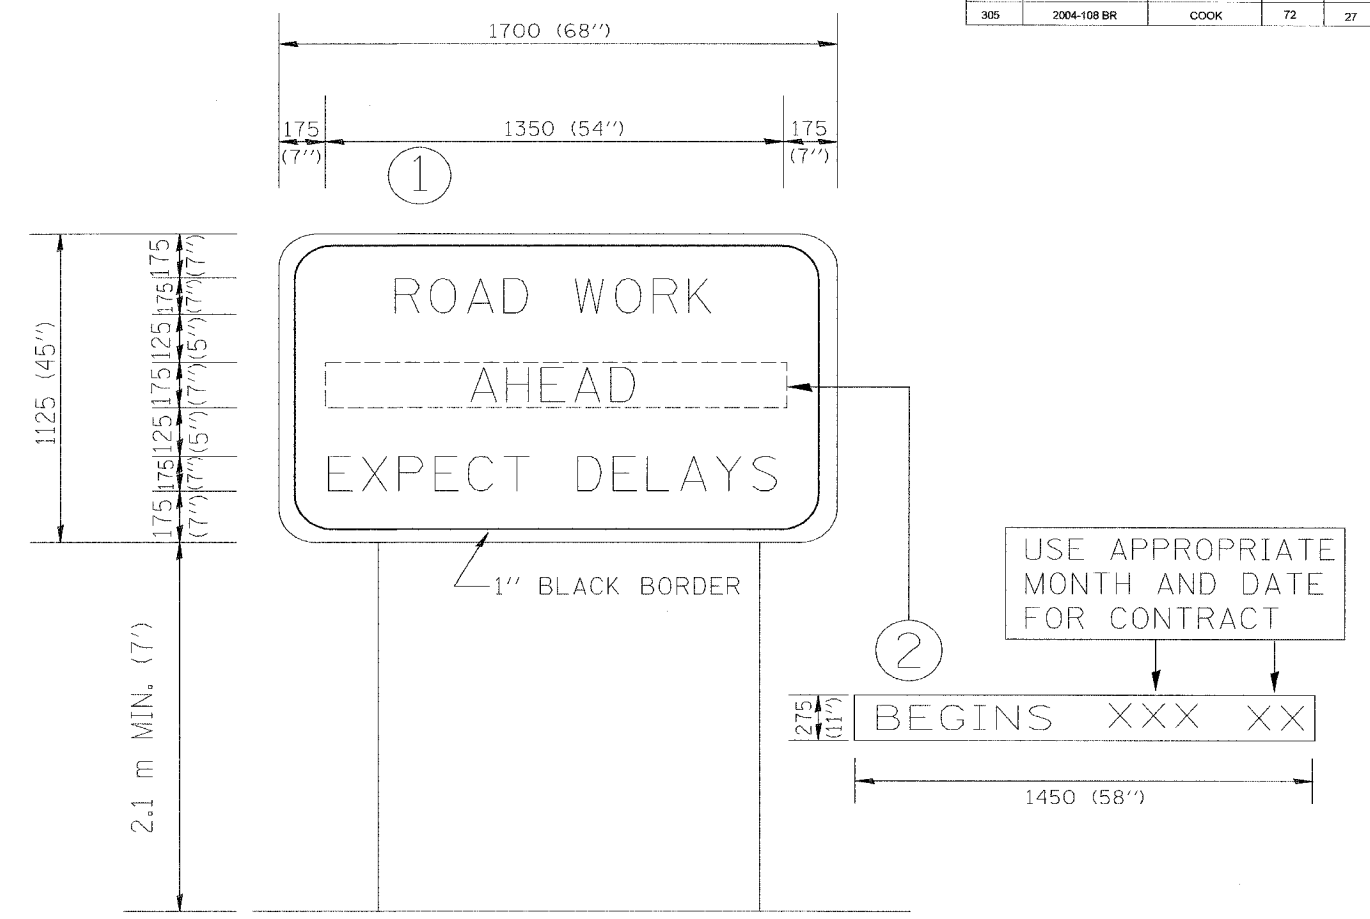 305 2004-108 BR COOK 72 27
1700 (68'')
175 1350 (54'') 175
(7'') (7'')
1
1125 (45'')
175 (7'')
175 (7'')
125 (5'')
175 (7'')
125 (5'')
175 (7'')
175 (7'')
ROAD WORK
AHEAD
EXPECT DELAYS
1'' BLACK BORDER
2.1 m MIN. (7')
USE APPROPRIATE
MONTH AND DATE
FOR CONTRACT
2
275
(11'')
BEGINS XXX XX
1450 (58'')